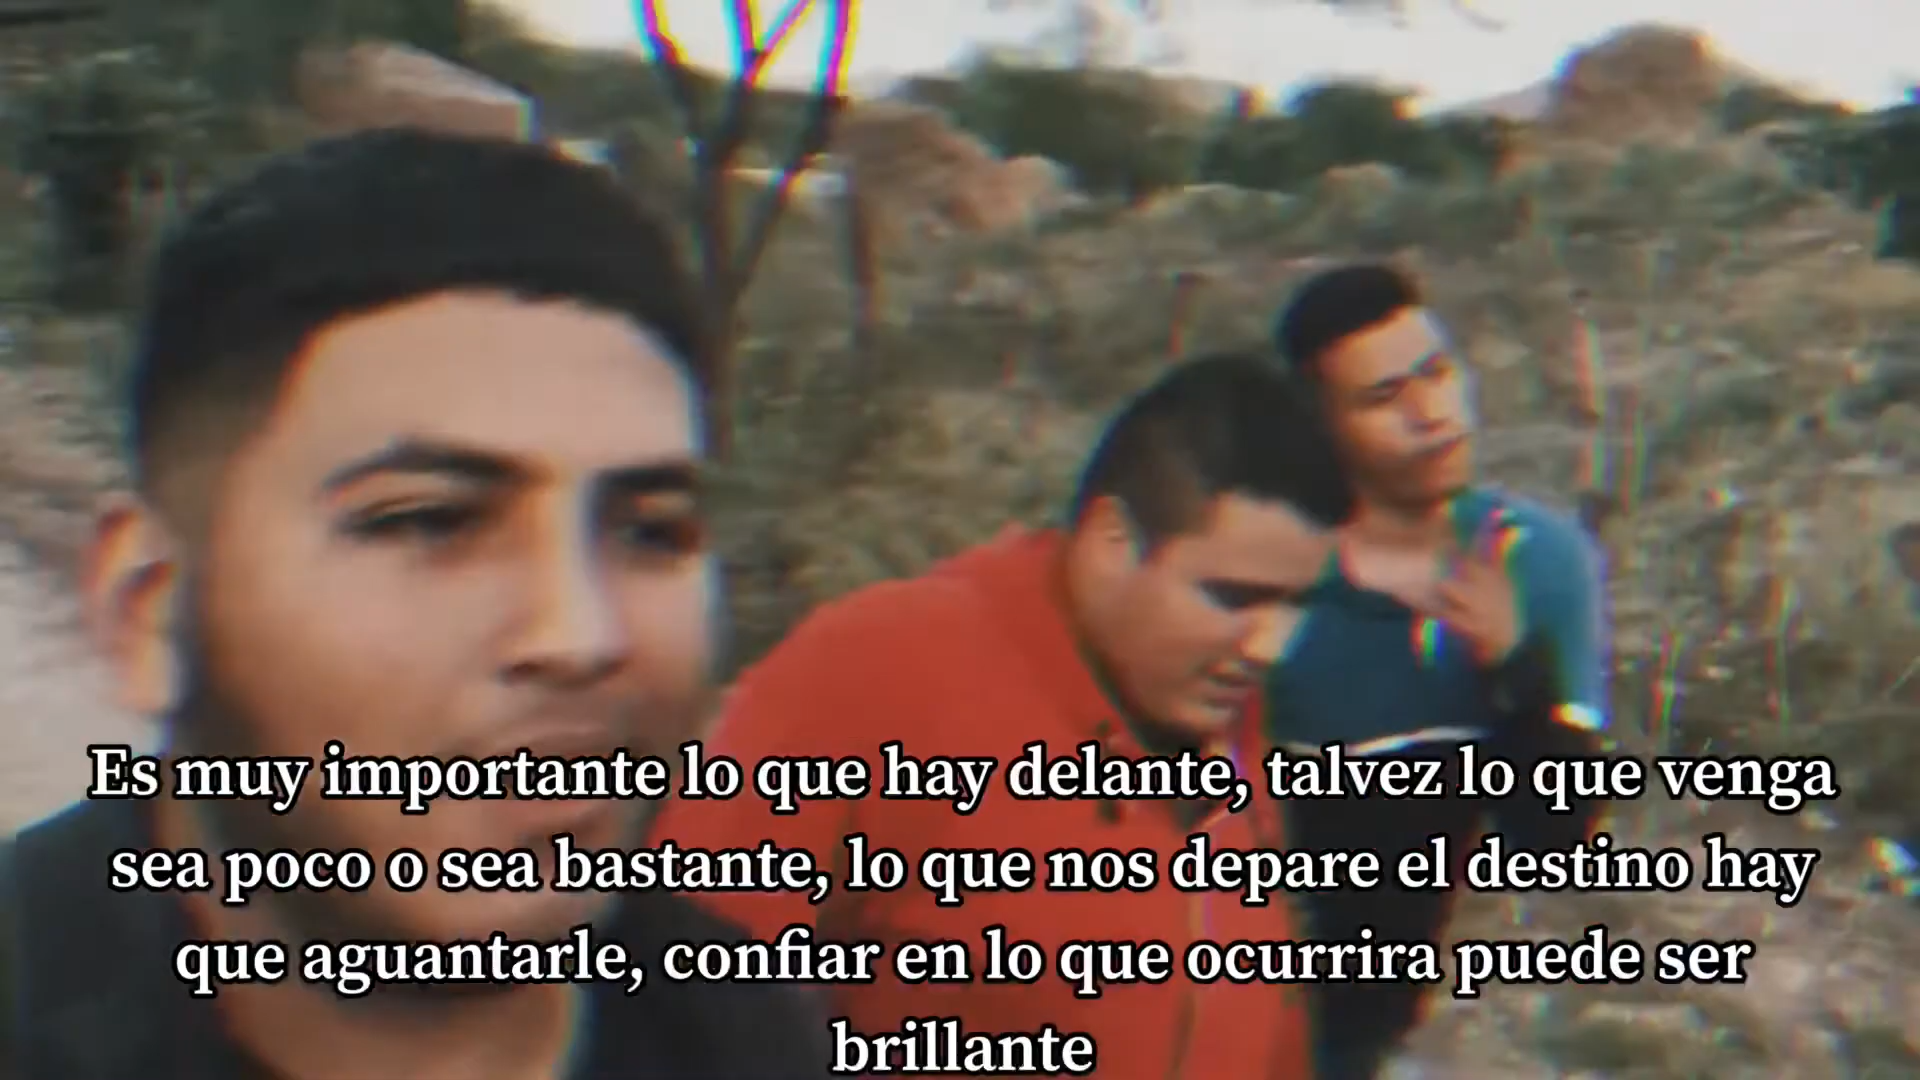 Es muy importante lo que hay delante, talvez lo que venga
sea poco o sea bastante, lo que nos depare el destino hay
que aguantarle, confiar en lo que ocurrira puede ser
brillante